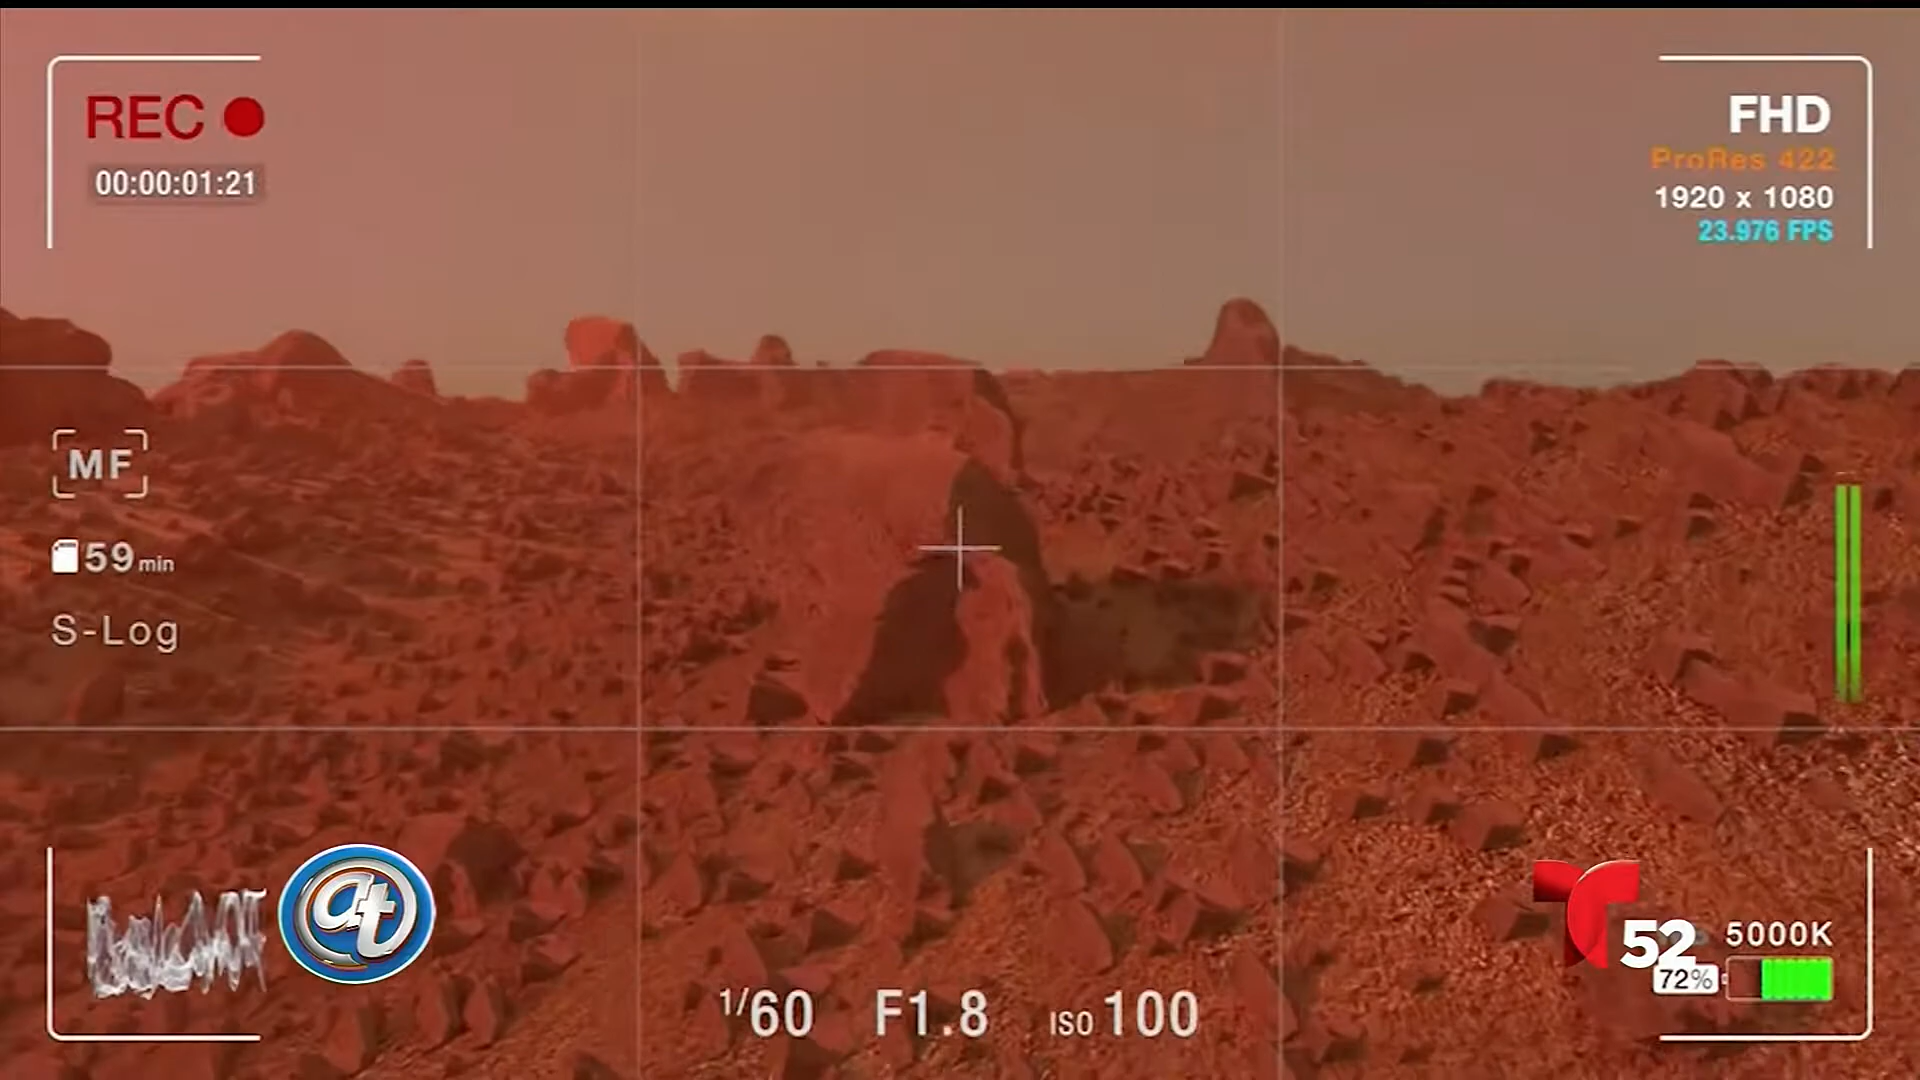 REC
00:00:01:21
FHD
ProRes 422
1920 x 1080
23.976 FPS
MF
59 min
S-Log
at
52
5000K
72%
1/60 F1.8 ISO 100